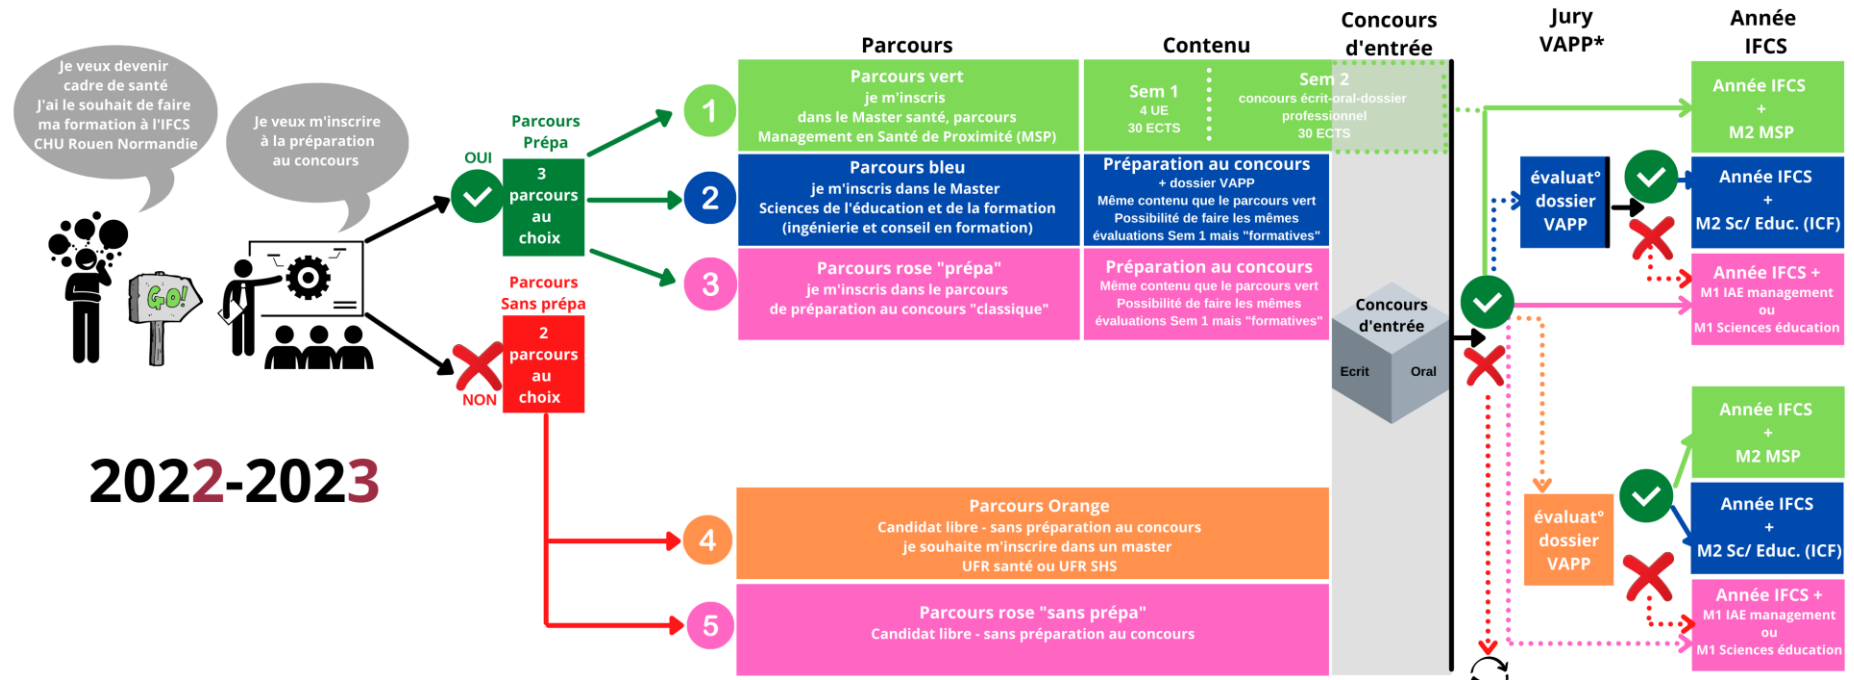 Je veux devenir
cadre de santé
J'ai le souhait de faire
ma formation à l'IFCS
CHU Rouen Normandie
Je veux m'inscrire
à la préparation
au concours
GO!
2022-2023
OUI
Parcours
Prépa
3
parcours
au
choix
NON
Parcours
Sans prépa
2
parcours
au
choix
Parcours
Contenu
Concours
d'entrée
Jury
VAPP*
Année
IFCS
1
Parcours vert
je m'inscris
dans le Master santé, parcours
Management en Santé de Proximité (MSP)
Sem 1
4 UE
30 ECTS
Sem 2
concours écrit-oral-dossier
professionnel
30 ECTS
2
Parcours bleu
je m'inscris dans le Master
Sciences de l'éducation et de la formation
(ingénierie et conseil en formation)
Préparation au concours
+ dossier VAPP
Même contenu que le parcours vert
Possibilité de faire les mêmes
évaluations Sem 1 mais "formatives"
3
Parcours rose "prépa"
je m'inscris dans le parcours
de préparation au concours "classique"
Préparation au concours
Même contenu que le parcours vert
Possibilité de faire les mêmes
évaluations Sem 1 mais "formatives"
4
Parcours Orange
Candidat libre - sans préparation au concours
je souhaite m'inscrire dans un master
UFR santé ou UFR SHS
5
Parcours rose "sans prépa"
Candidat libre - sans préparation au concours
Concours
d'entrée
Ecrit
Oral
évaluat°
dossier
VAPP
évaluat°
dossier
VAPP
Année IFCS
+
M2 MSP
Année IFCS
+
M2 Sc/ Educ. (ICF)
Année IFCS +
M1 IAE management
ou
M1 Sciences éducation
Année IFCS
+
M2 MSP
Année IFCS
+
M2 Sc/ Educ. (ICF)
Année IFCS +
M1 IAE management
ou
M1 Sciences éducation